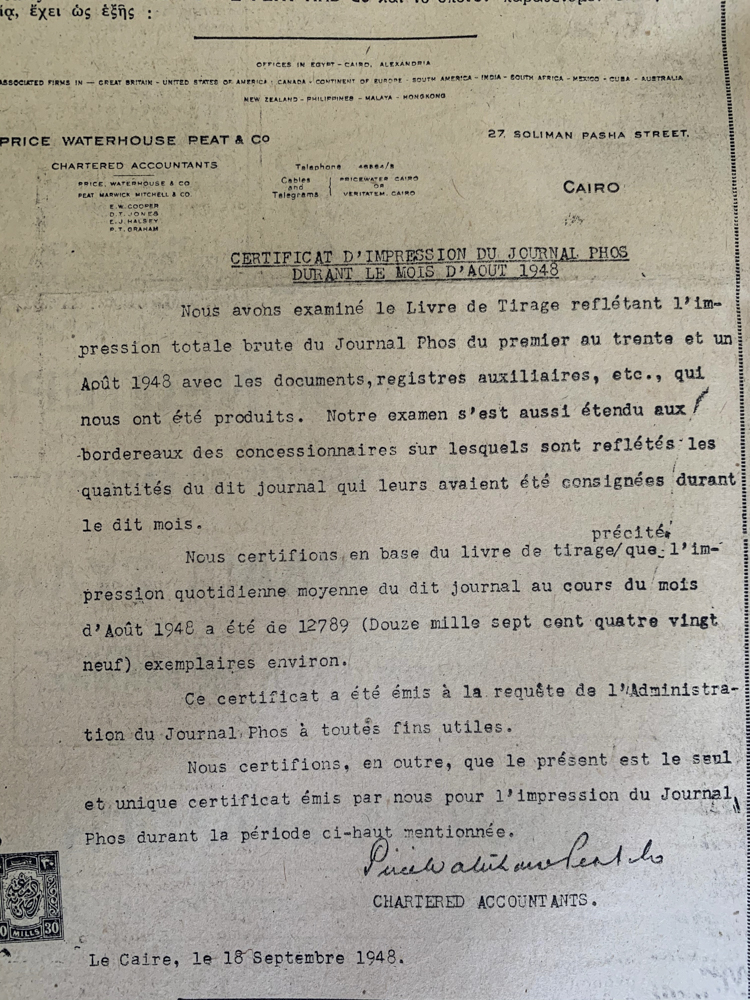 ία, ἔχει ὡς ἑξῆς :
OFFICES IN EGYPT - CAIRO, ALEXANDRIA
ASSOCIATED FIRMS IN - GREAT BRITAIN - UNITED STATES OF AMERICA - CANADA - CONTINENT OF EUROPE - SOUTH AMERICA - INDIA - SOUTH AFRICA - MEXICO - CUBA - AUSTRALIA
NEW ZEALAND - PHILIPPINES - MALAYA - HONGKONG
PRICE WATERHOUSE PEAT & Co
27, SOLIMAN PASHA STREET.
CHARTERED ACCOUNTANTS
PRICE, WATERHOUSE & CO
PEAT MARWICK MITCHELL & CO.
E.W. COOPER
D.T. JONES
E.J. HALSEY
P.T. GRAHAM
Telephone
Cables and Telegrams
PRICEWATER CAIRO
OR
VERITATEM, CAIRO
CAIRO
CERTIFICAT D'IMPRESSION DU JOURNAL PHOS
DURANT LE MOIS D'AOUT 1948
Nous avons examiné le Livre de Tirage reflétant l'im-
pression totale brute du Journal Phos du premier au trente et un
Août 1948 avec les documents, registres auxiliaires, etc., qui
nous ont été produits. Notre examen s'est aussi étendu aux
bordereaux des concessionnaires sur lesquels sont reflétés les
quantités du dit journal qui leurs avaient été consignées durant
le dit mois.
précité
Nous certifions en base du livre de tirage/que l'im-
pression quotidienne moyenne du dit journal au cours du mois
d'Août 1948 a été de 12789 (Douze mille sept cent quatre vingt
neuf) exemplaires environ.
Ce certificat a été émis à la requête de l'Administra-
tion du Journal Phos à toutes fins utiles.
Nous certifions, en outre, que le présent est le seul
et unique certificat émis par nous pour l'impression du Journal
Phos durant la période ci-haut mentionnée.
Price Waterhouse Peat & Co
CHARTERED ACCOUNTANTS.
MILLS 30
Le Caire, le 18 Septembre 1948.